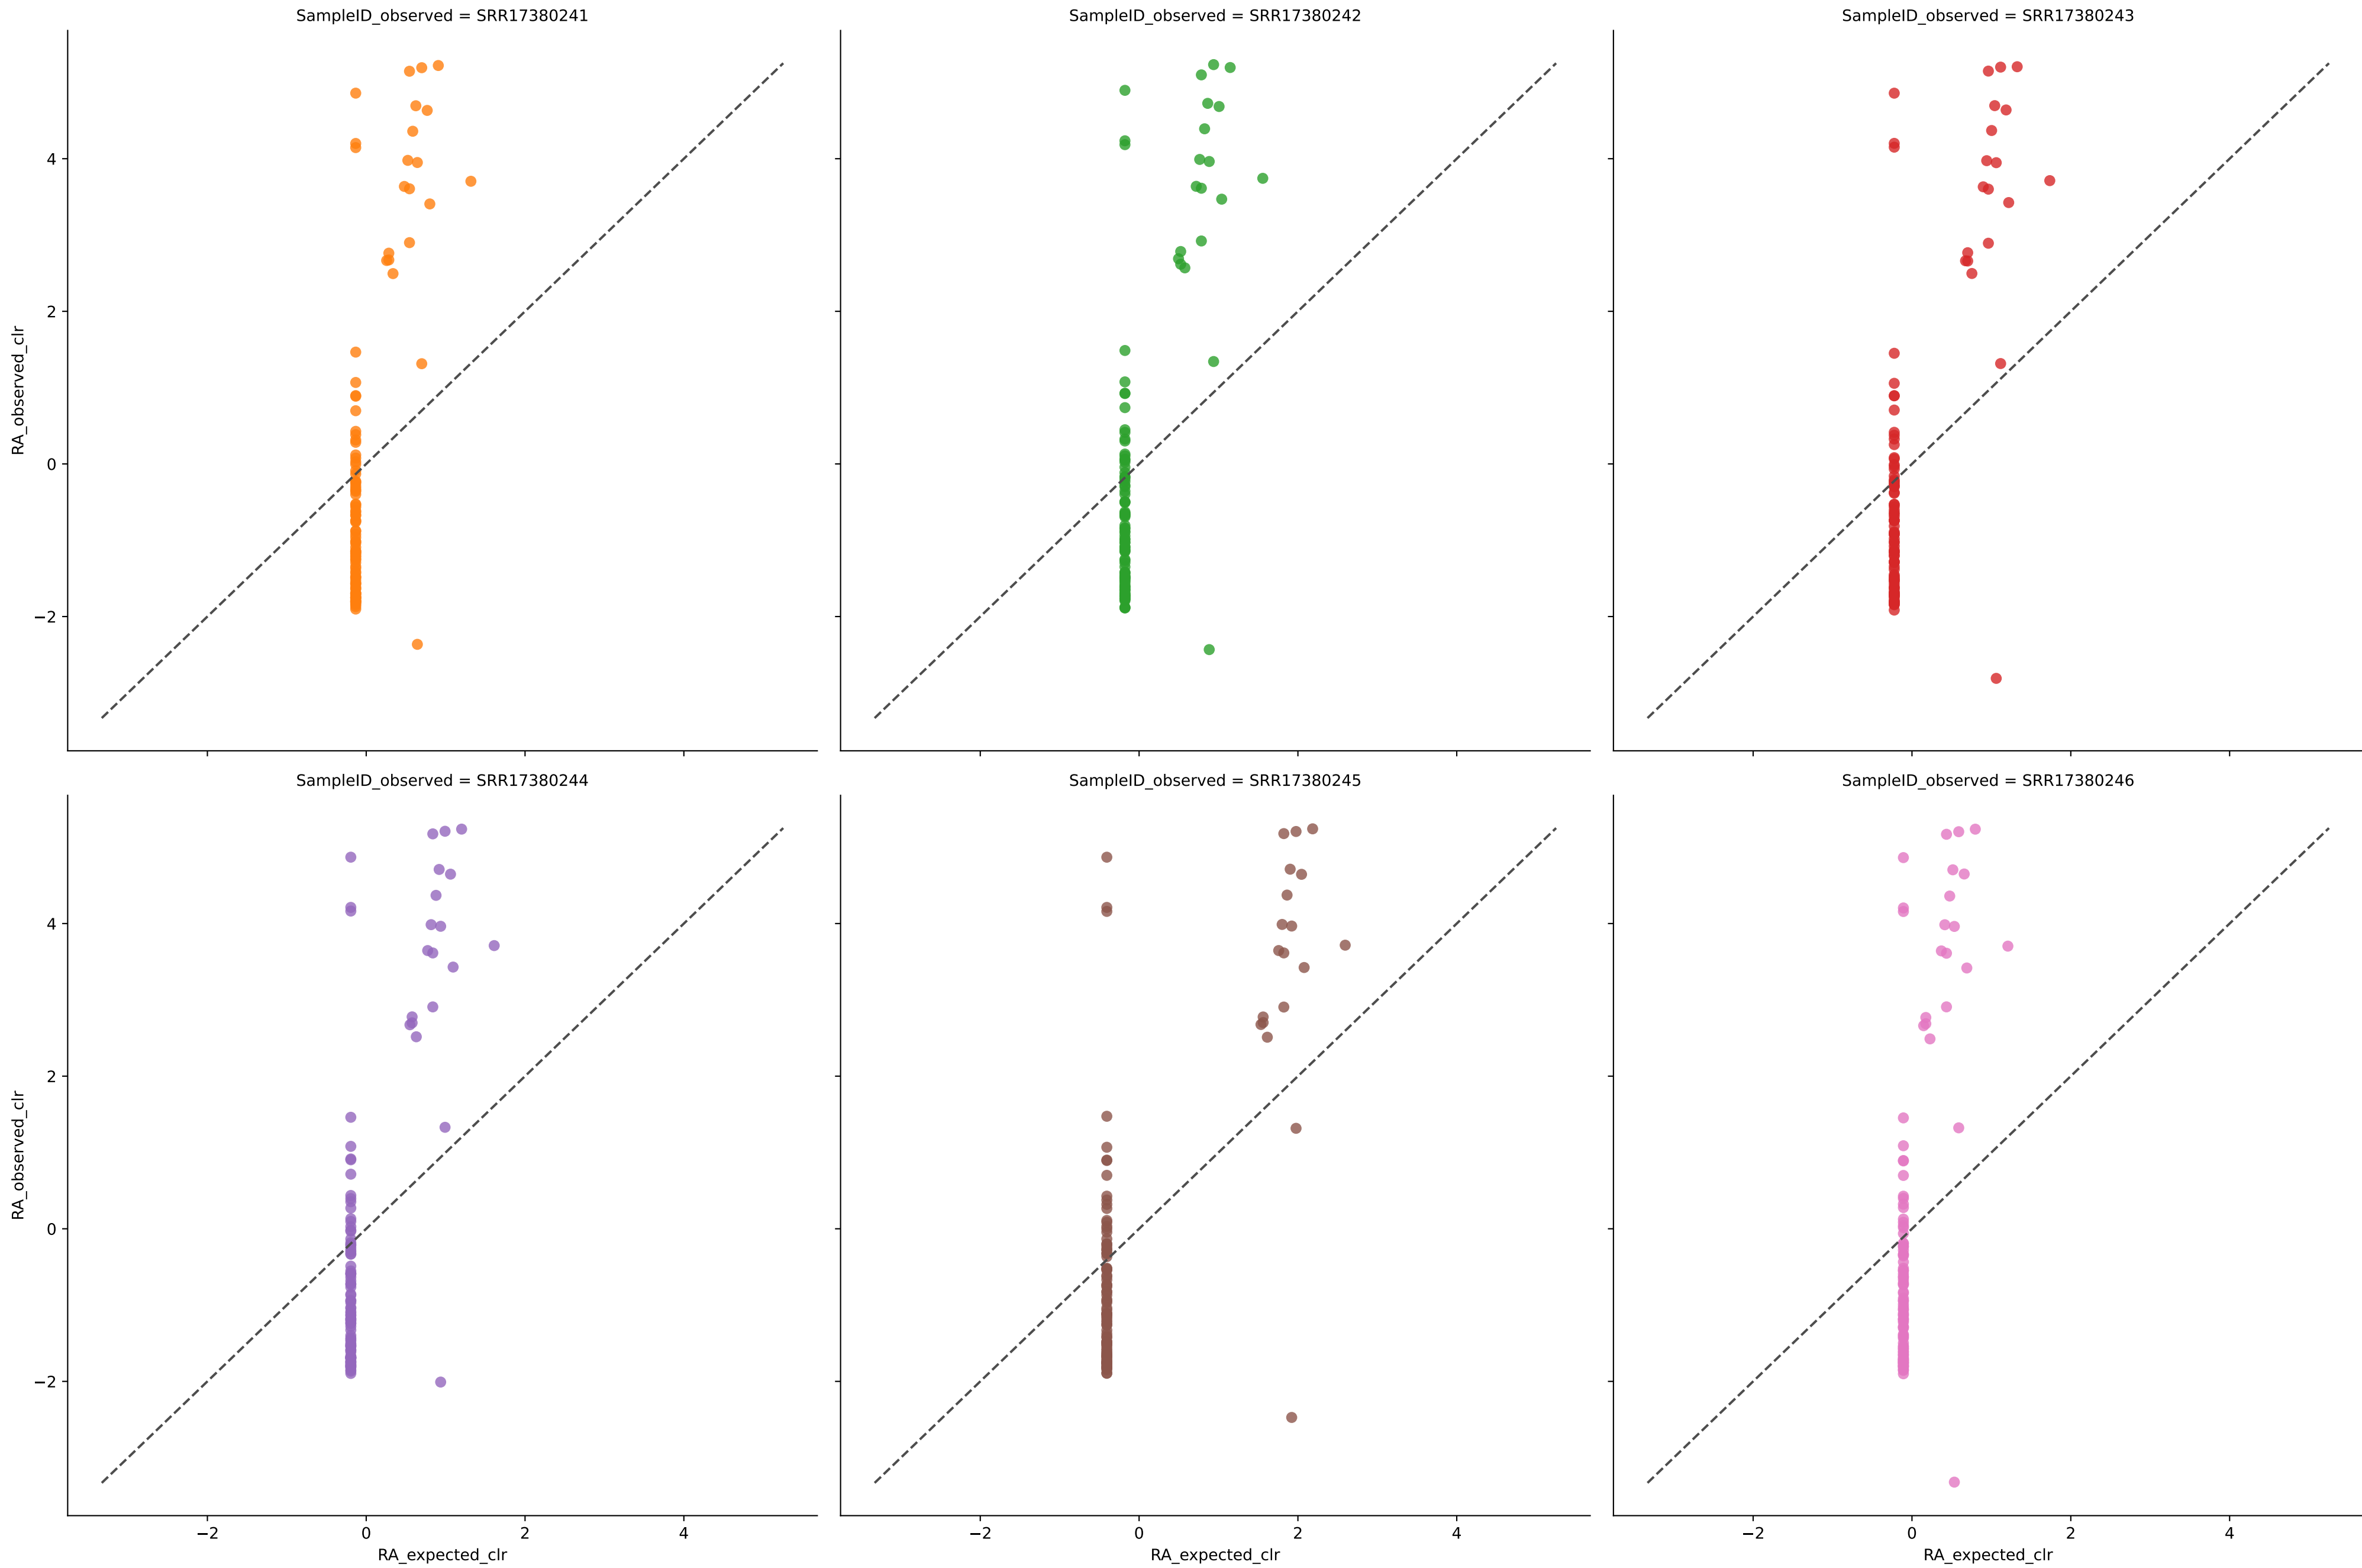 SampleID_observed = SRR17380241
SampleID_observed = SRR17380242
SampleID_observed = SRR17380243
RA_observed_clr
4
2
0
−2
SampleID_observed = SRR17380244
SampleID_observed = SRR17380245
SampleID_observed = SRR17380246
RA_observed_clr
4
2
0
−2
−2 0 2 4
−2 0 2 4
−2 0 2 4
RA_expected_clr
RA_expected_clr
RA_expected_clr